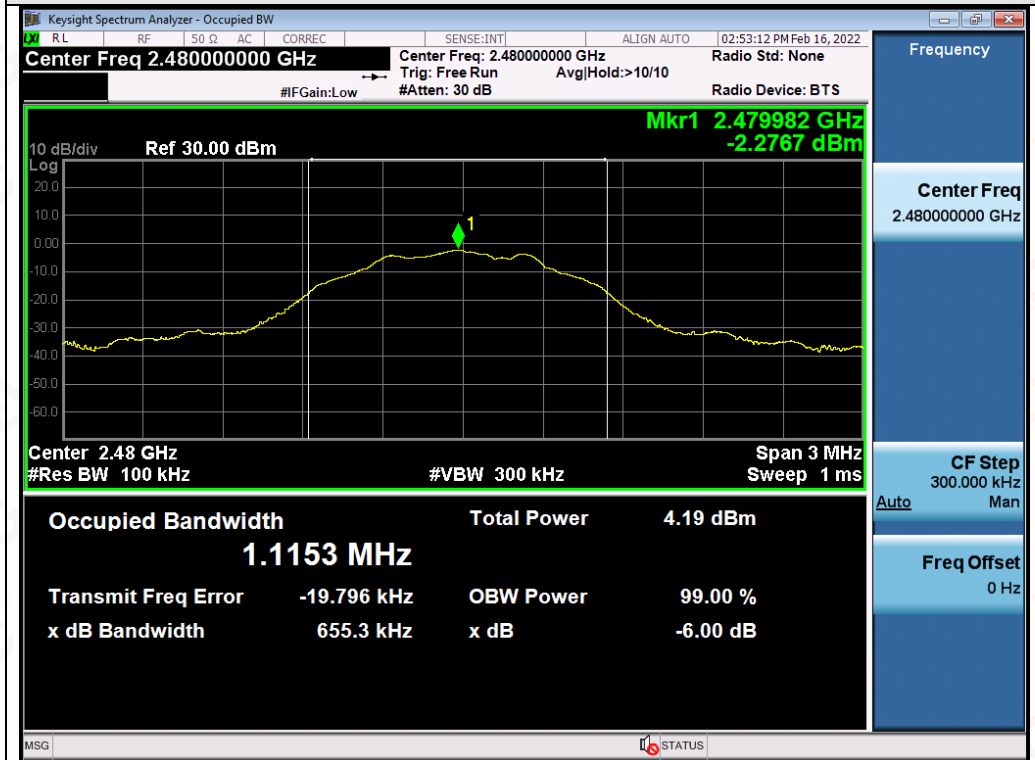 Keysight Spectrum Analyzer - Occupied BW
LXI RL RF 50 Ω AC CORREC SENSE:INT ALIGN AUTO 02:53:12 PM Feb 16, 2022
Center Freq 2.480000000 GHz Center Freq: 2.480000000 GHz Radio Std: None
Trig: Free Run Avg|Hold:>10/10
#IFGain:Low #Atten: 30 dB Radio Device: BTS
Frequency
Mkr1 2.479982 GHz
10 dB/div Ref 30.00 dBm -2.2767 dBm
Log
20.0
10.0
0.00
-10.0
-20.0
-30.0
-40.0
-50.0
-60.0
1
Center 2.48 GHz Span 3 MHz
#Res BW 100 kHz #VBW 300 kHz Sweep 1 ms
Occupied Bandwidth Total Power 4.19 dBm
1.1153 MHz
Transmit Freq Error -19.796 kHz OBW Power 99.00 %
x dB Bandwidth 655.3 kHz x dB -6.00 dB
Center Freq
2.480000000 GHz
CF Step
300.000 kHz
Auto Man
Freq Offset
0 Hz
MSG STATUS